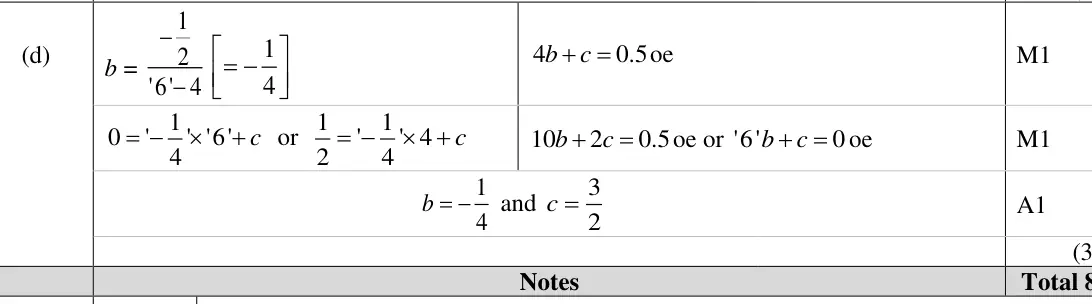 (d) b = (-1/2)/('6'-4) [= -1/4] 4b + c = 0.5 oe M1
0 = '-1/4' × '6' + c or 1/2 = '-1/4' × 4 + c 10b + 2c = 0.5 oe or '6'b + c = 0 oe M1
b = -1/4 and c = 3/2 A1
(3
Notes Total 8